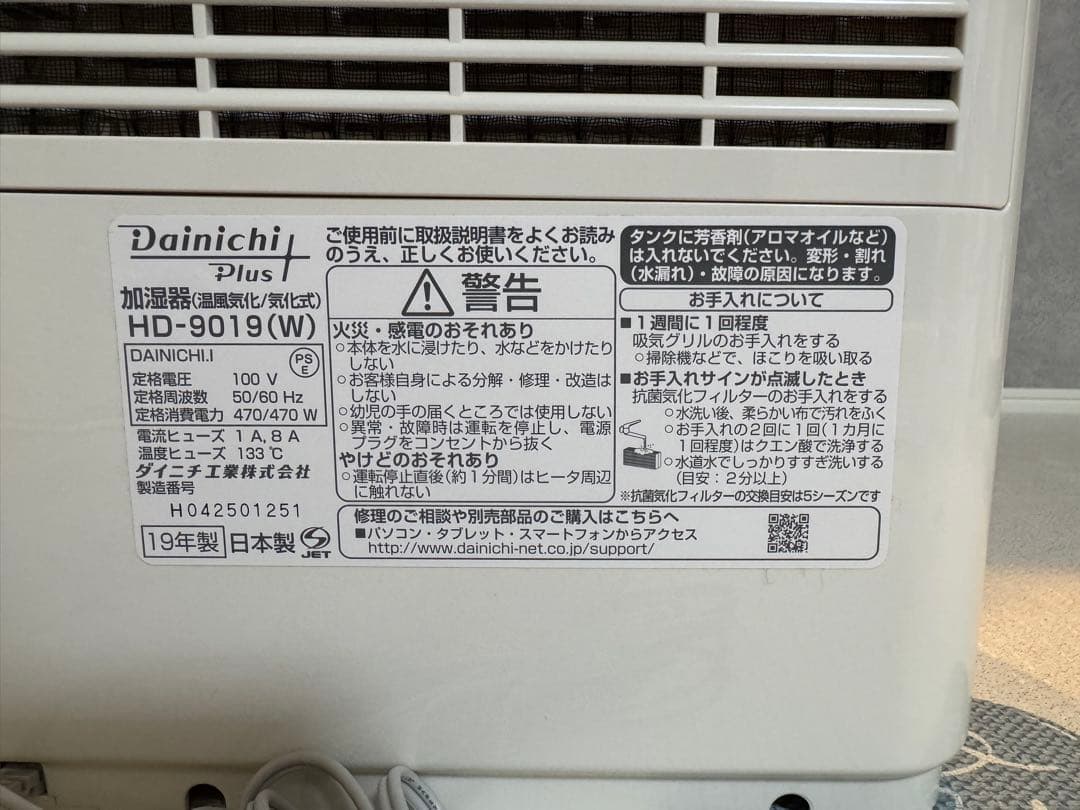 Dainichi
Plus
加湿器(温風気化/気化式)
HD-9019(W)
DAINICHI.I
PS
E
定格電圧 100 V
定格周波数 50/60 Hz
定格消費電力 470/470 W
電流ヒューズ 1 A, 8 A
温度ヒューズ 133 ℃
ダイニチ工業株式会社
製造番号
H042501251
19年製 日本製 S JET
ご使用前に取扱説明書をよくお読み
のうえ、正しくお使いください。
警告
火災・感電のおそれあり
○本体を水に浸けたり、水などをかけたり
しない
○お客様自身による分解・修理・改造は
しない
○幼児の手の届くところでは使用しない
○異常・故障時は運転を停止し、電源
プラグをコンセントから抜く
やけどのおそれあり
○運転停止直後(約1分間)はヒータ周辺
に触れない
タンクに芳香剤(アロマオイルなど)
は入れないでください。変形・割れ
(水漏れ)・故障の原因になります。
お手入れについて
■1週間に1回程度
吸気グリルのお手入れをする
○掃除機などで、ほこりを吸い取る
■お手入れサインが点滅したとき
抗菌気化フィルターのお手入れをする
○水洗い後、柔らかい布で汚れをふく
○お手入れの2回に1回(1カ月に
1回程度)はクエン酸で洗浄する
○水道水でしっかりすすぎ洗いする
(目安:2分以上)
※抗菌気化フィルターの交換目安は5シーズンです
修理のご相談や別売部品のご購入はこちらへ
■パソコン・タブレット・スマートフォンからアクセス
http://www.dainichi-net.co.jp/support/